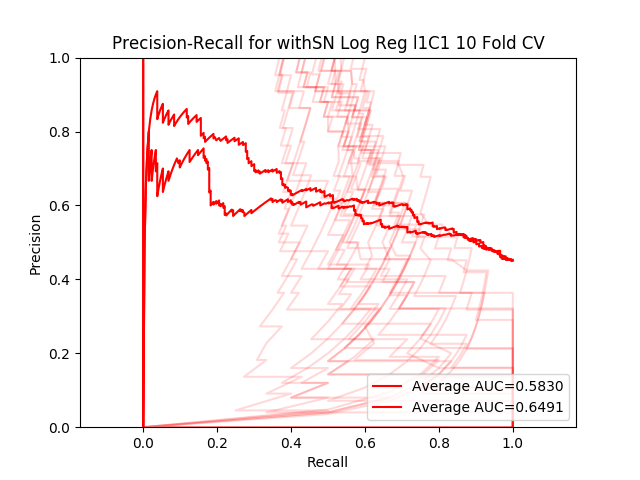 Precision-Recall for withSN Log Reg l1C1 10 Fold CV
Precision
1.0
0.8
0.6
0.4
0.2
0.0
0.0 0.2 0.4 0.6 0.8 1.0
Recall
Average AUC=0.5830
Average AUC=0.6491